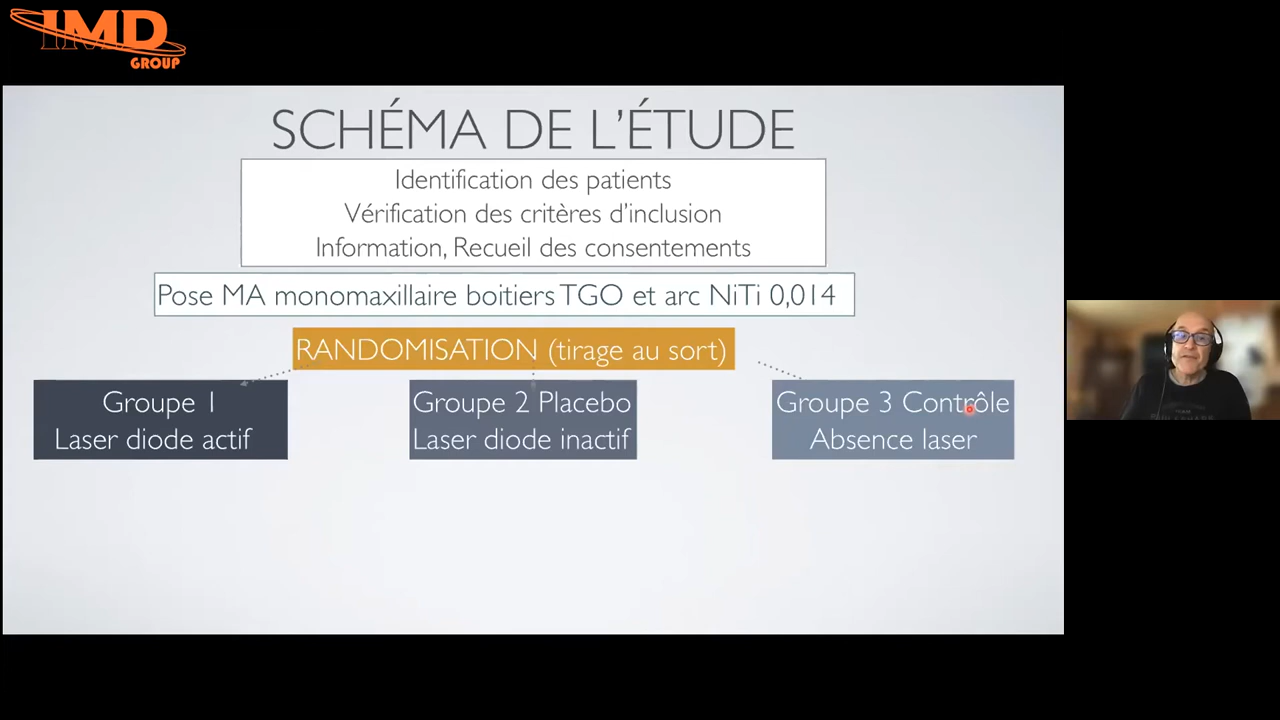 IMD
GROUP
SCHÉMA DE L'ÉTUDE
Identification des patients
Vérification des critères d'inclusion
Information, Recueil des consentements
Pose MA monomaxillaire boitiers TGO et arc NiTi 0,014
RANDOMISATION (tirage au sort)
Groupe 1
Laser diode actif
Groupe 2 Placebo
Laser diode inactif
Groupe 3 Contrôle
Absence laser